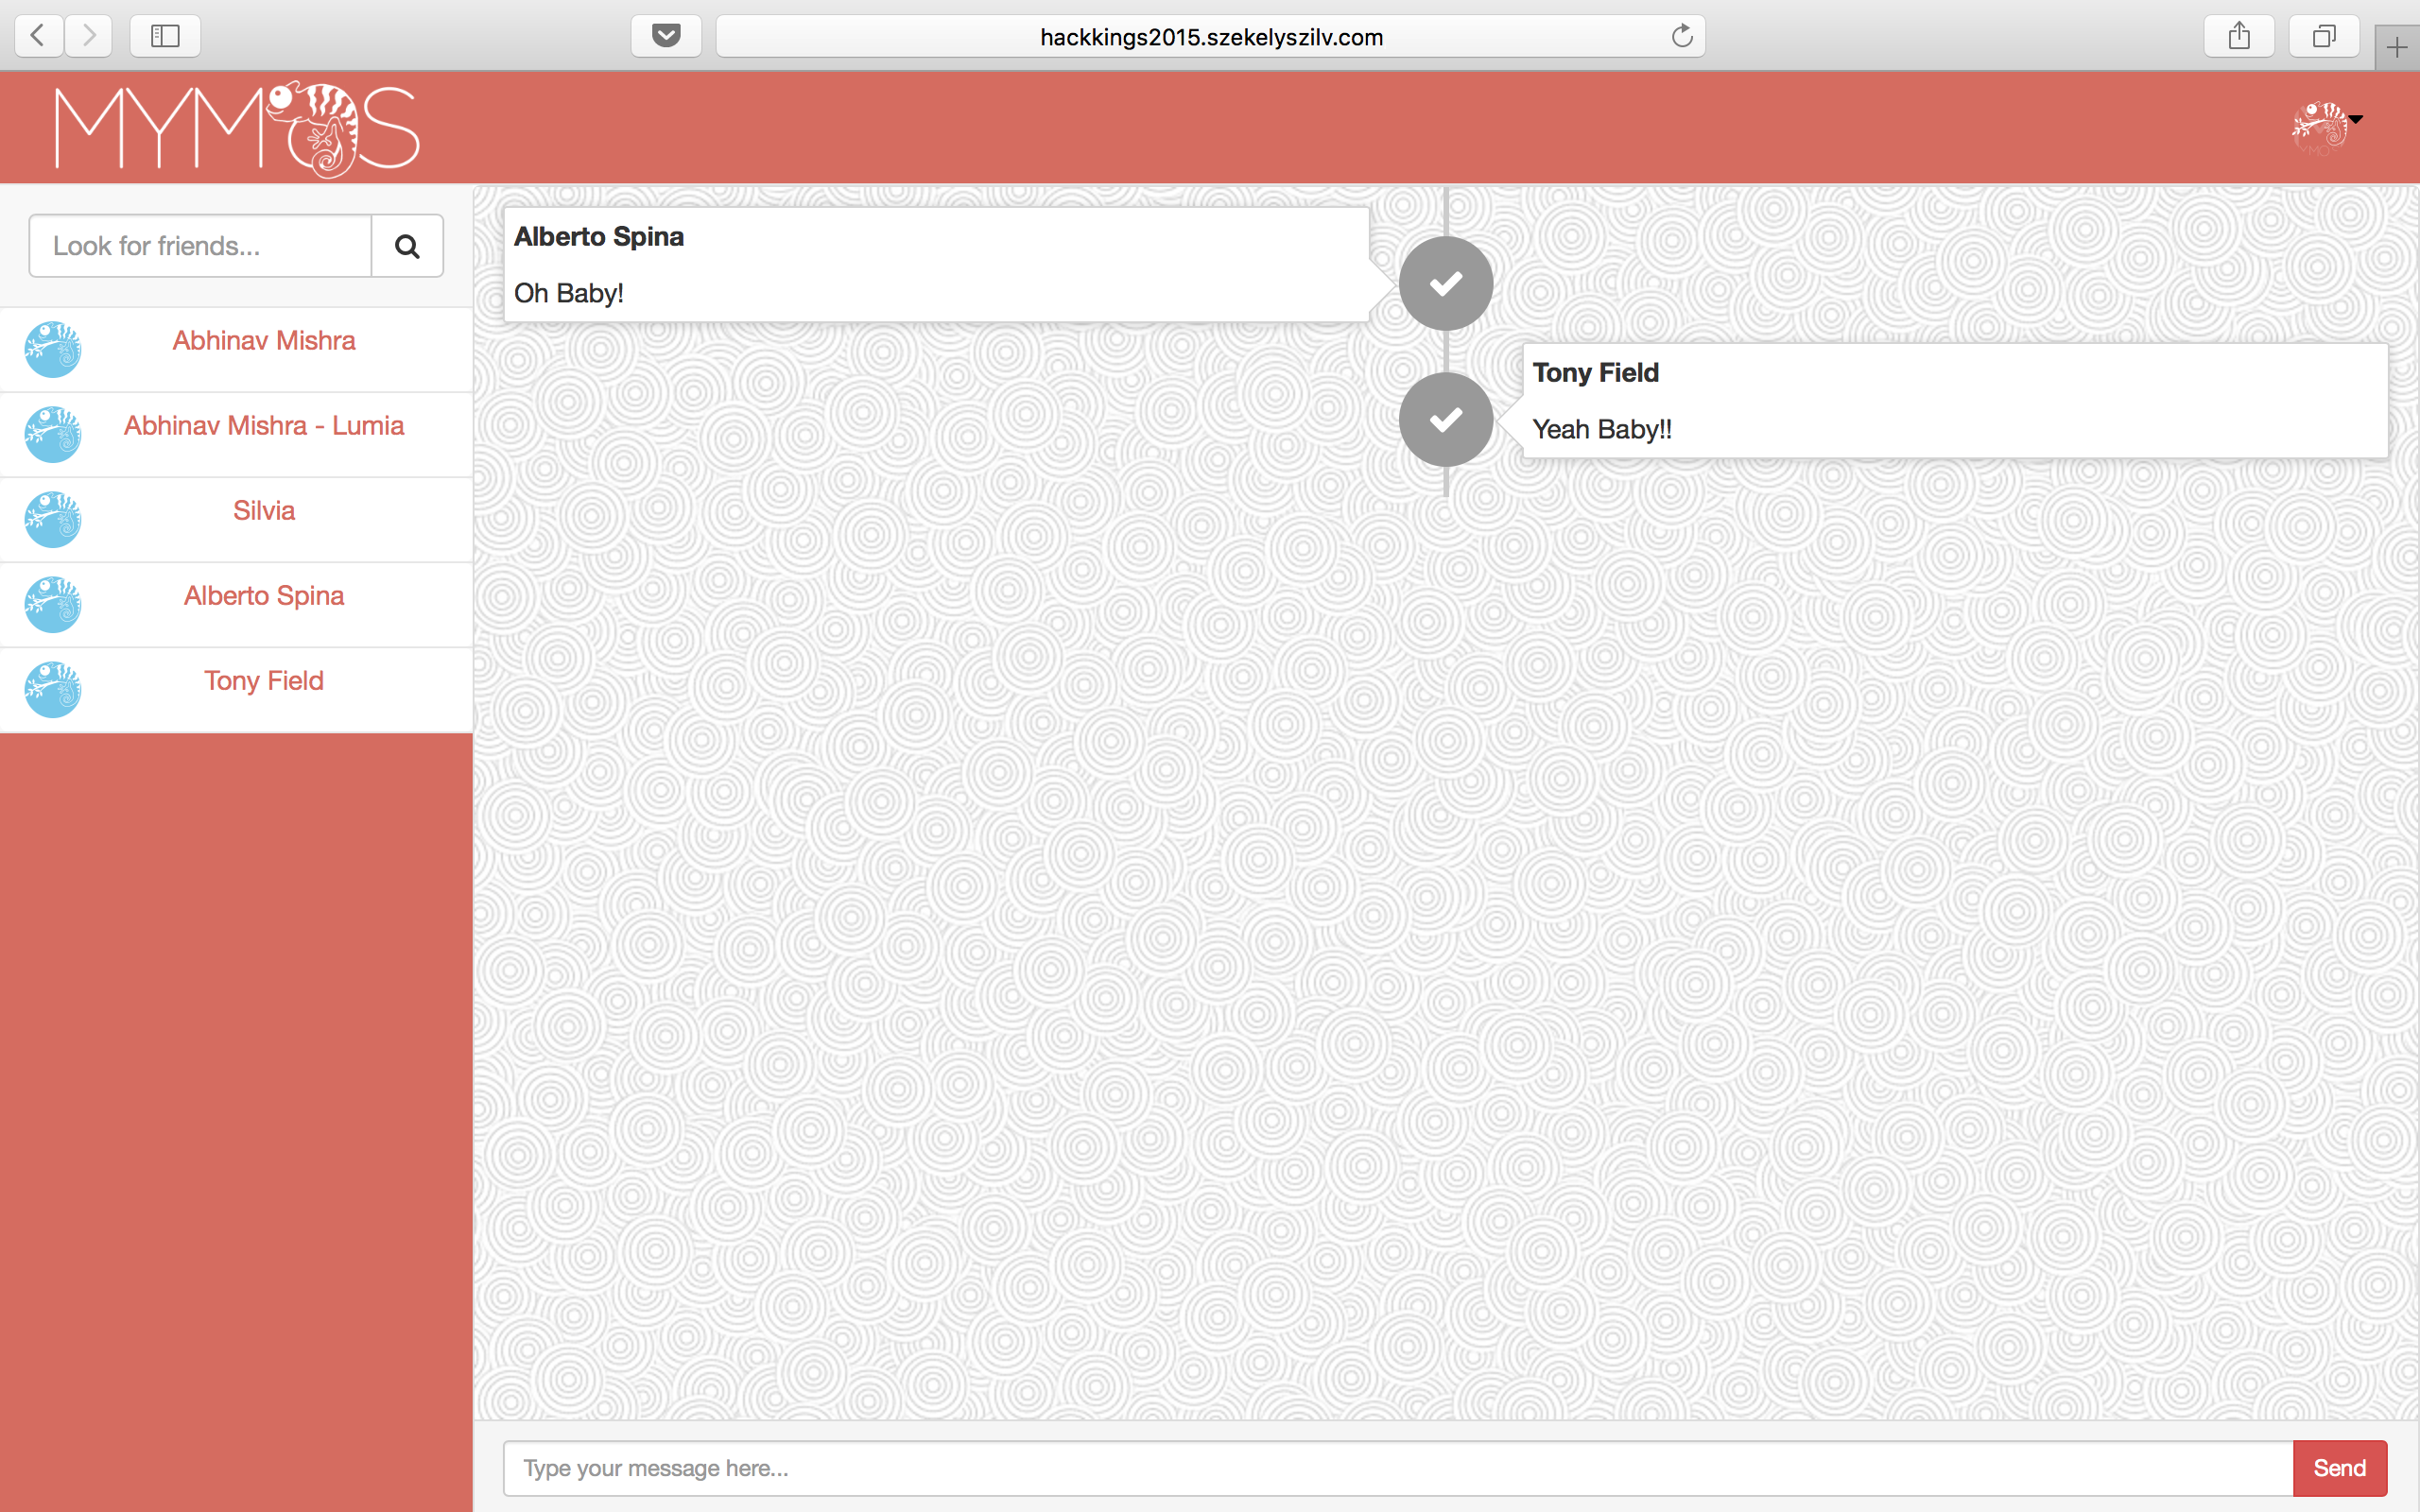 hackkings2015.szekelyszilv.com
MYMOS
Look for friends...
Abhinav Mishra
Abhinav Mishra - Lumia
Silvia
Alberto Spina
Tony Field
Alberto Spina
Oh Baby!
Tony Field
Yeah Baby!!
Type your message here...
Send